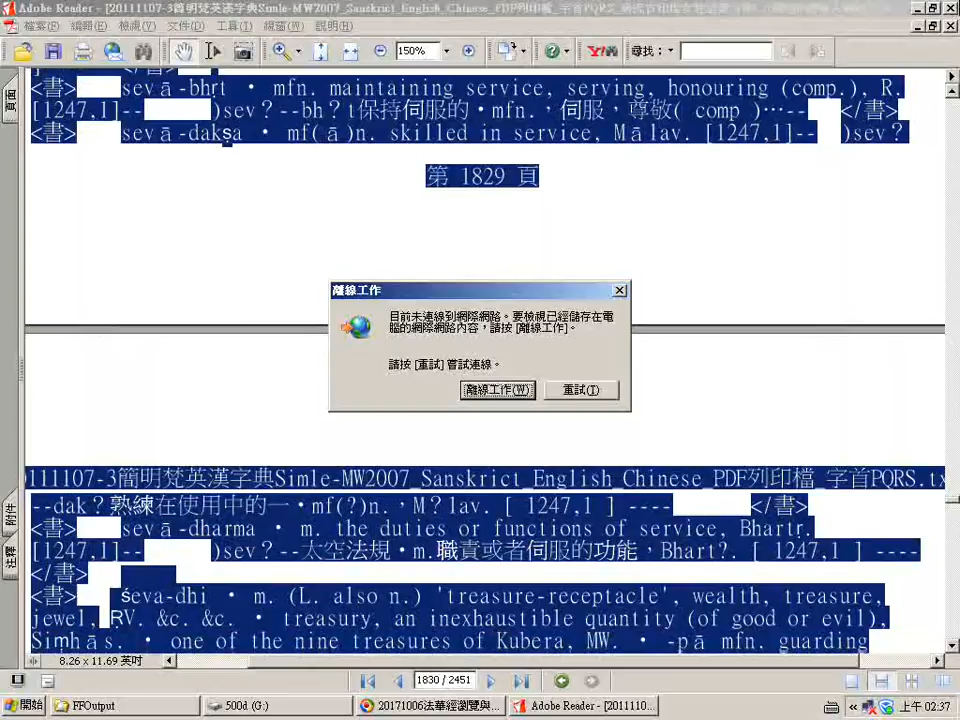 Adobe Reader - [20111107-3簡明梵英漢字典Simle-MW2007_Sanskrict_English_Chinese_PDF列印檔_字首PQRS
檔案(F) 編輯(E) 檢視(V) 文件(D) 工具(T) 視窗(W) 說明(H)
150% Y! 尋找：
頁面
<書> sevā-bhṛt · mfn. maintaining service, serving, honouring (comp.), R.
[1247,1]-- )sev？--bh？t保持伺服的·mfn.，伺服，尊敬( comp )…-- </書>
<書> sevā-dakṣa · mf(ā)n. skilled in service, Mālav. [1247,1]-- )sev？
第 1829 頁
離線工作
目前未連線到網際網路。要檢視已經儲存在電
腦的網際網路內容，請按 [離線工作]。
請按 [重試] 嘗試連線。
離線工作(W) 重試(T)
0111107-3簡明梵英漢字典Simle-MW2007_Sanskrict_English_Chinese_PDF列印檔_字首PQRS.tx
--dak？熟練在使用中的一·mf(?)n.，M？lav. [ 1247,1 ] ---- </書>
<書> sevā-dharma · m. the duties or functions of service, Bhartṛ.
[1247,1]-- )sev？--太空法規·m.職責或者伺服的功能，Bhart?. [ 1247,1 ] ----
</書>
<書> śeva-dhi · m. (L. also n.) 'treasure-receptacle', wealth, treasure,
jewel, ṚV. &c. &c. · treasury, an inexhaustible quantity (of good or evil),
Siṃhās. · one of the nine treasures of Kubera, MW. · -pā mfn. guarding
附件
註釋
8.26 x 11.69 英吋
1830 / 2451
開始 FFOutput 500d (G:) 20171006法華經瀏覽與... Adobe Reader - [2011110... 上午 02:37